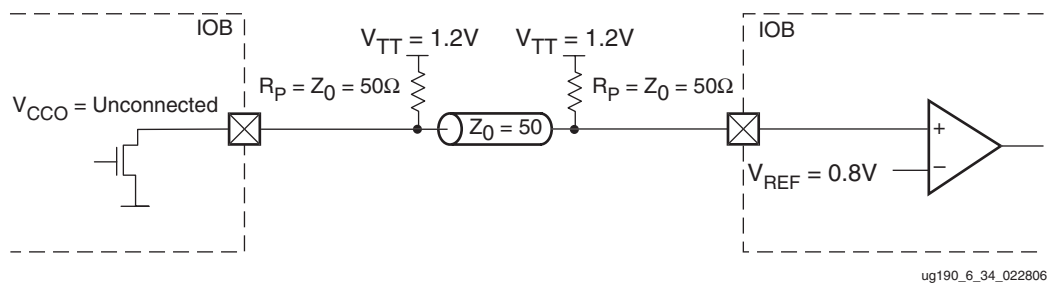 IOB
IOB
V_TT = 1.2V
V_TT = 1.2V
R_P = Z_0 = 50Ω
R_P = Z_0 = 50Ω
V_CCO = Unconnected
Z_0 = 50
+
–
V_REF = 0.8V
ug190_6_34_022806